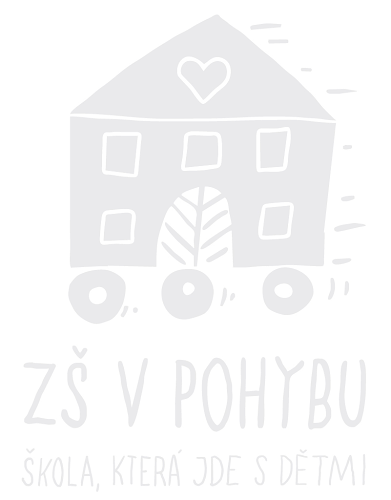 ZŠ V POHYBU
ŠKOLA, KTERÁ JDE S DĚTMI